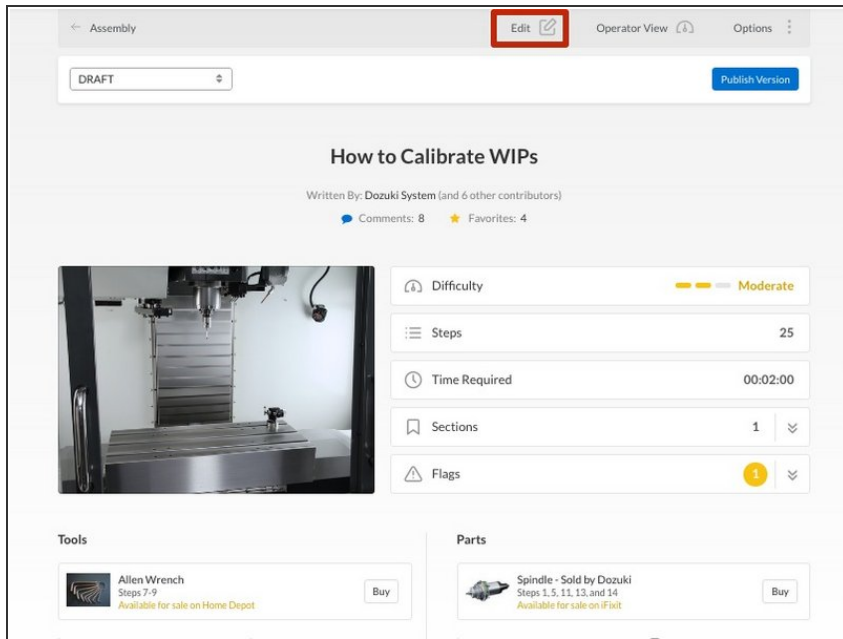 ← Assembly
Edit
Operator View
Options
DRAFT
Publish Version
How to Calibrate WIPs
Written By: Dozuki System (and 6 other contributors)
Comments: 8
Favorites: 4
Difficulty
Moderate
Steps
25
Time Required
00:02:00
Sections
1
Flags
1
Tools
Allen Wrench
Steps 7-9
Available for sale on Home Depot
Buy
Parts
Spindle - Sold by Dozuki
Steps 1, 5, 11, 13, and 14
Available for sale on iFixit
Buy